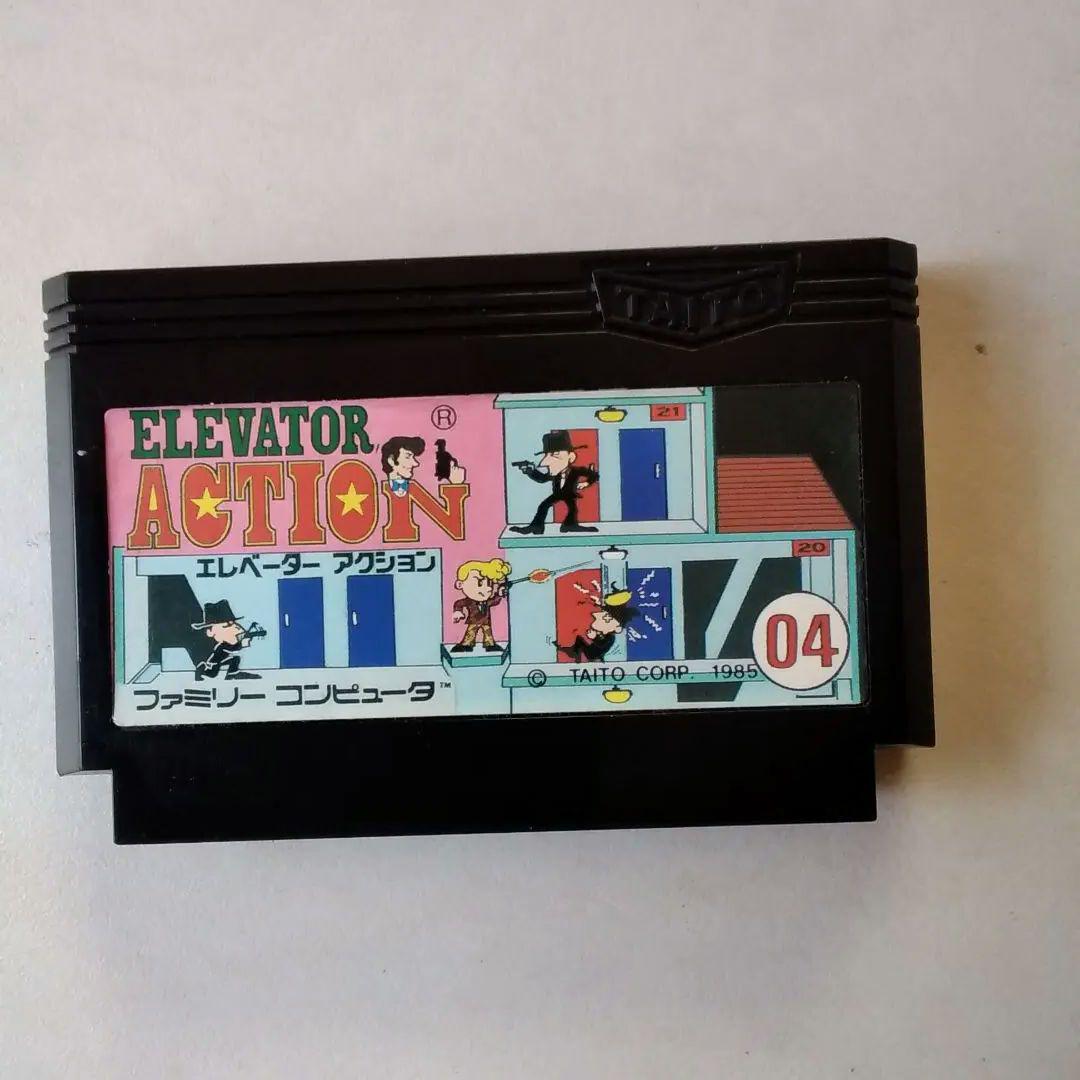 TAITO
ELEVATOR ®
ACTION
エレベーター アクション
21
20
04
© TAITO CORP. 1985
ファミリー コンピュータ™